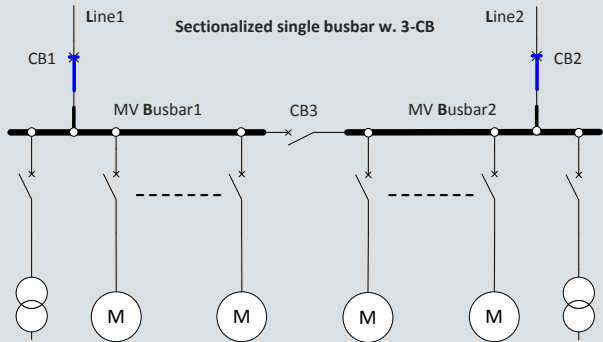 Line1
Sectionalized single busbar w. 3-CB
Line2
CB1
CB2
MV Busbar1
CB3
MV Busbar2
M
M
M
M